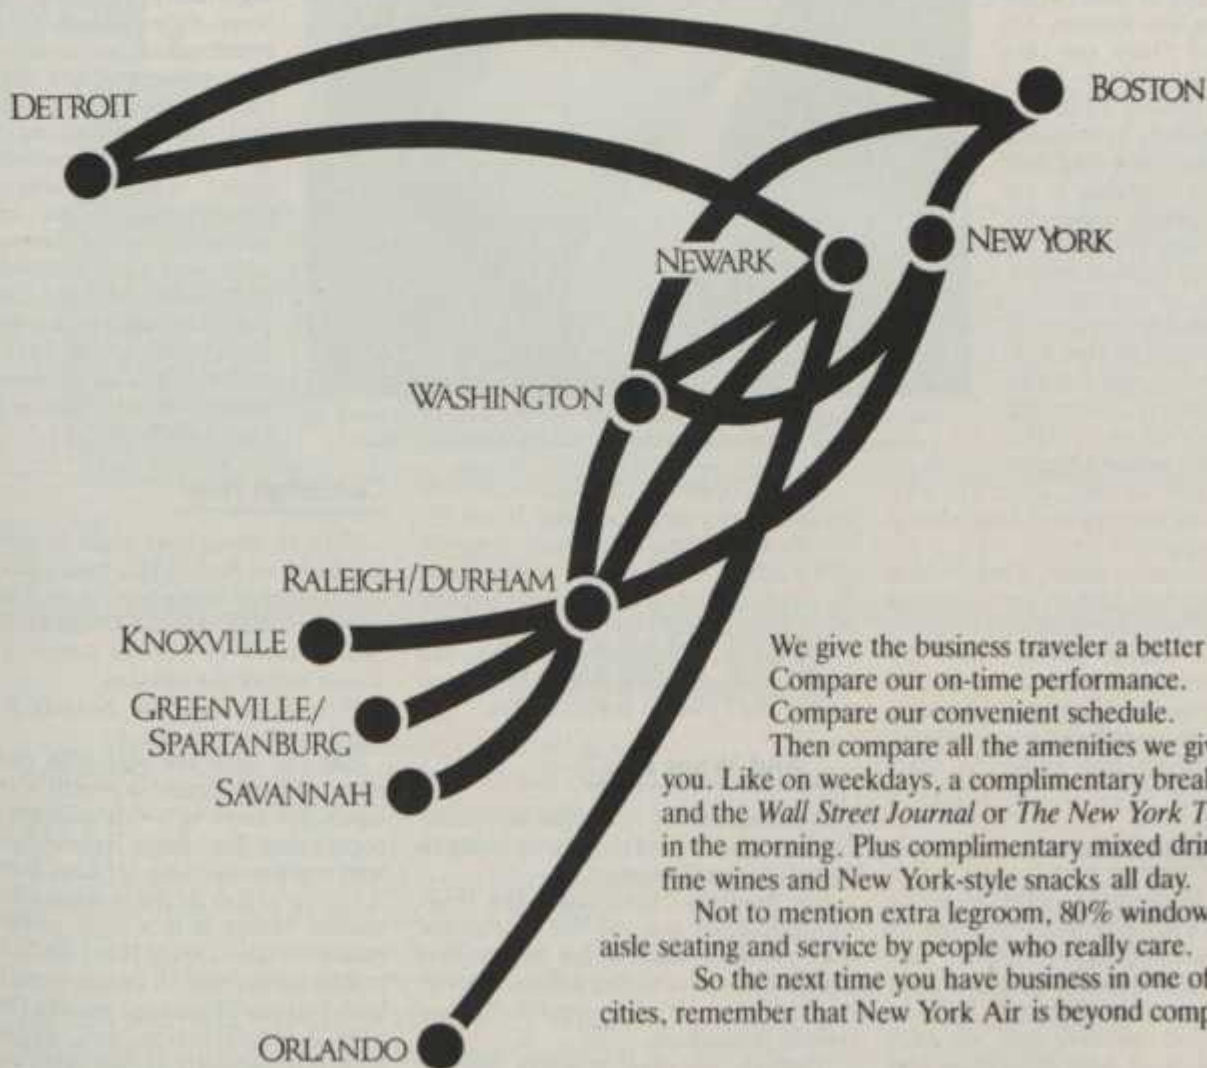 DETROIT
BOSTON
NEW YORK
NEWARK
WASHINGTON
RALEIGH/DURHAM
KNOXVILLE
GREENVILLE/
SPARTANBURG
SAVANNAH
ORLANDO
We give the business traveler a better
Compare our on-time performance.
Compare our convenient schedule.
Then compare all the amenities we
you. Like on weekdays, a complimentary
and the Wall Street Journal or The New York
in the morning. Plus complimentary mixed
fine wines and New York-style snacks all day.
Not to mention extra legroom, 80% window
aisle seating and service by people who really care.
So the next time you have business in one of
cities, remember that New York Air is beyond